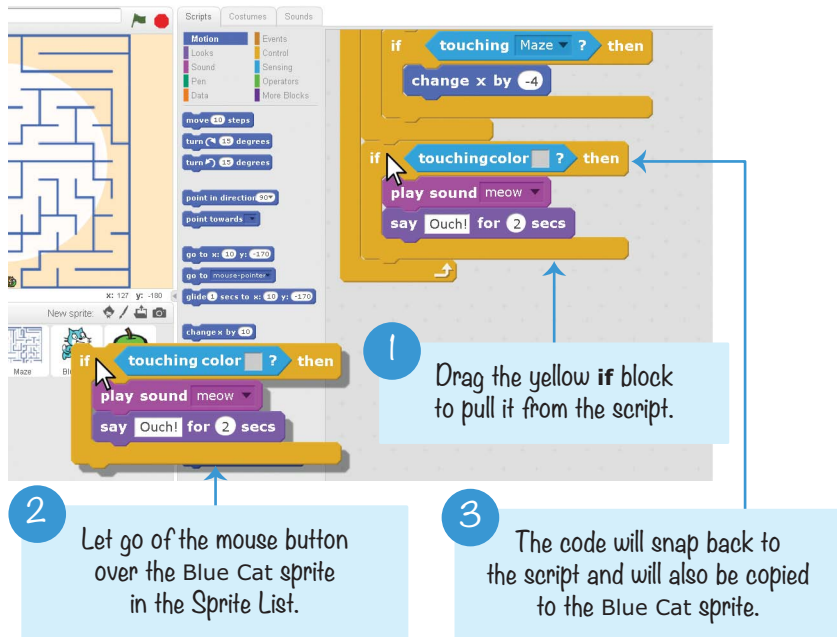 Scripts Costumes Sounds
Motion Events
Looks Control
Sound Sensing
Pen Operators
Data More Blocks
move 10 steps
turn 15 degrees
turn 15 degrees
point in direction 90
point towards
go to x: 10 y: -170
go to mouse-pointer
glide 1 secs to x: 10 y: -170
change x by 10
X: 127 y: -180
New sprite:
Maze
Bl
if touching Maze ? then
change x by -4
if touchingcolor ? then
play sound meow
say Ouch! for 2 secs
if touching color ? then
play sound meow
say Ouch! for 2 secs
1
Drag the yellow if block
to pull it from the script.
2
Let go of the mouse button
over the Blue Cat sprite
in the Sprite List.
3
The code will snap back to
the script and will also be copied
to the Blue Cat sprite.